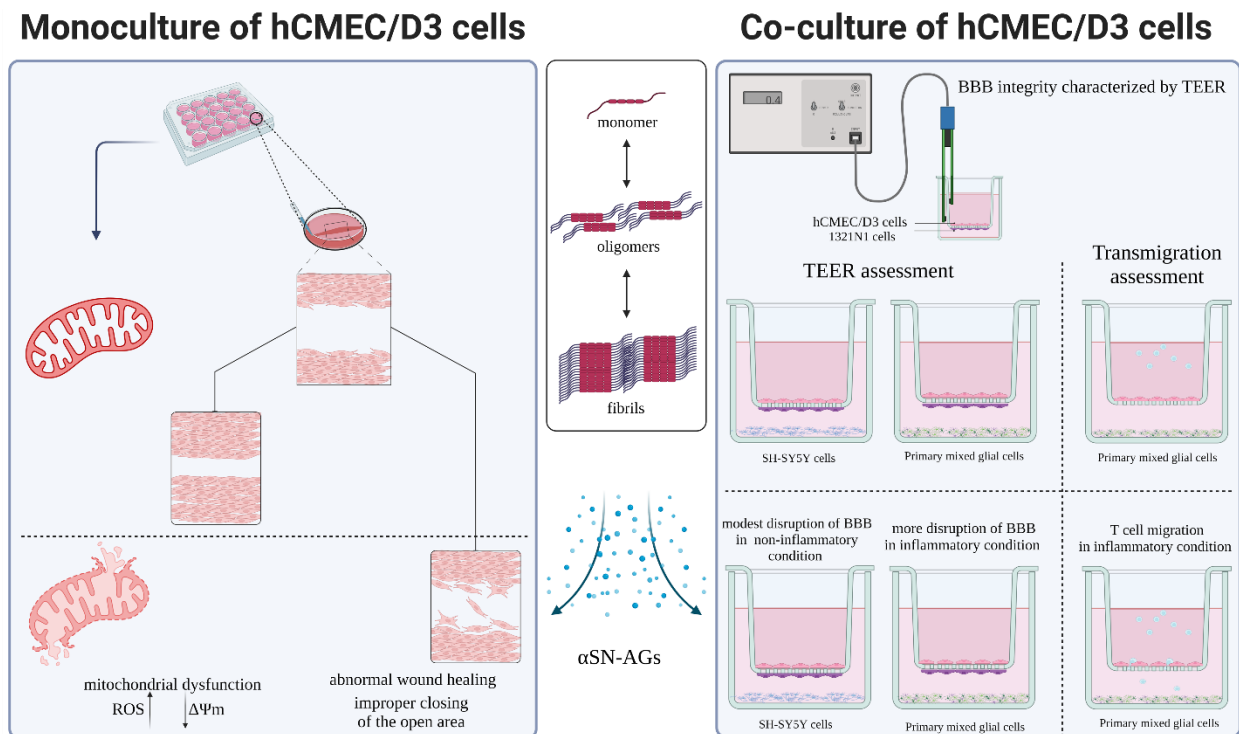 Monoculture of hCMEC/D3 cells
Co-culture of hCMEC/D3 cells
mitochondrial dysfunction
ROS
ΔΨm
abnormal wound healing
improper closing
of the open area
monomer
oligomers
fibrils
αSN-AGs
0.4
BBB integrity characterized by TEER
hCMEC/D3 cells
1321N1 cells
TEER assessment
Transmigration
assessment
SH-SY5Y cells
Primary mixed glial cells
Primary mixed glial cells
modest disruption of BBB
in non-inflammatory
condition
more disruption of BBB
in inflammatory condition
T cell migration
in inflammatory condition
SH-SY5Y cells
Primary mixed glial cells
Primary mixed glial cells